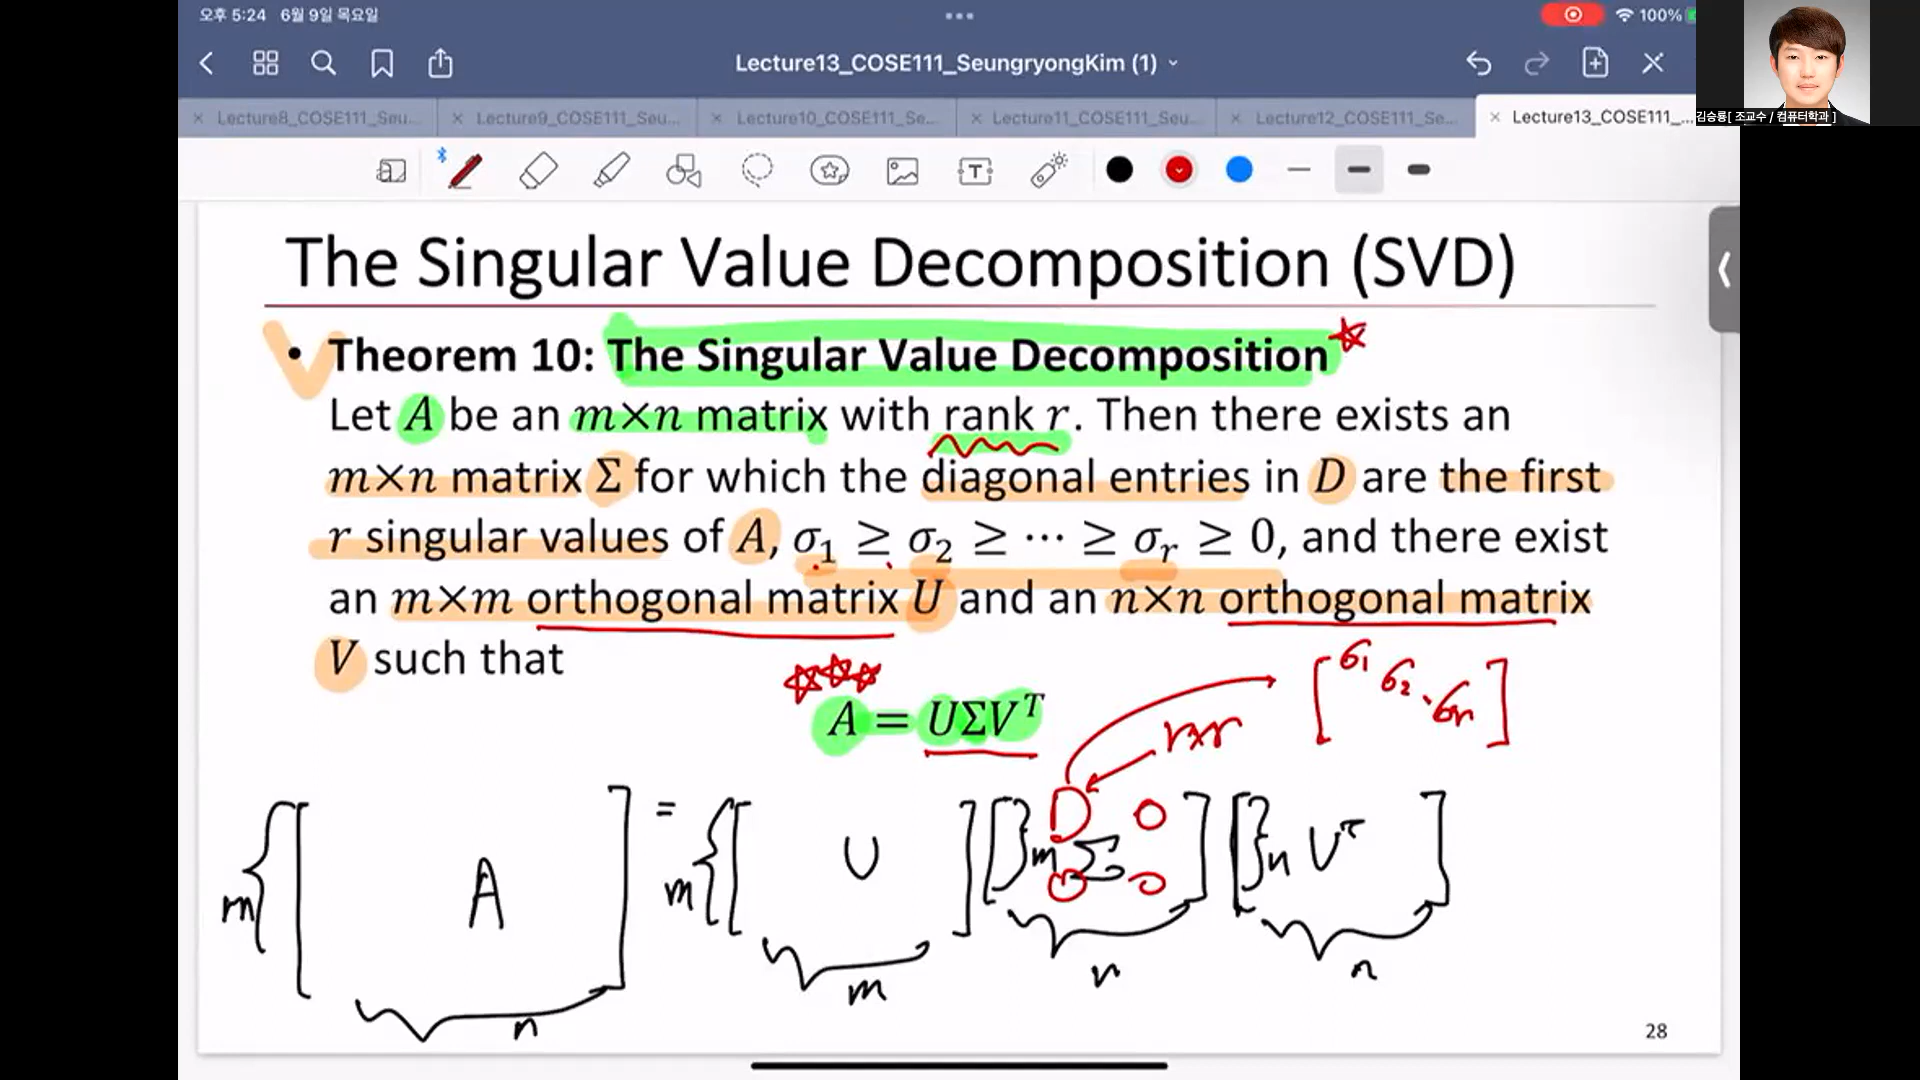 오후 5:24 6월 9일 목요일
100%
Lecture13_COSE111_SeungryongKim (1)
Lecture8_COSE111_Seu...
Lecture9_COSE111_Seu...
Lecture10_COSE111_Se...
Lecture11_COSE111_Seu...
Lecture12_COSE111_Se...
Lecture13_COSE111_...
김승룡[ 조교수 / 컴퓨터학과 ]
The Singular Value Decomposition (SVD)
• Theorem 10: The Singular Value Decomposition
Let A be an m×n matrix with rank r. Then there exists an
m×n matrix Σ for which the diagonal entries in D are the first
r singular values of A, σ₁ ≥ σ₂ ≥ ⋯ ≥ σᵣ ≥ 0, and there exist
an m×m orthogonal matrix U and an n×n orthogonal matrix
V such that
A = UΣVᵀ
r×r
[σ₁ σ₂ ⋱ σᵣ]
m [ A ] = m [ U ] [ m Σ D 0 0 0 ] [ n Vᵀ ]
n m n n
28